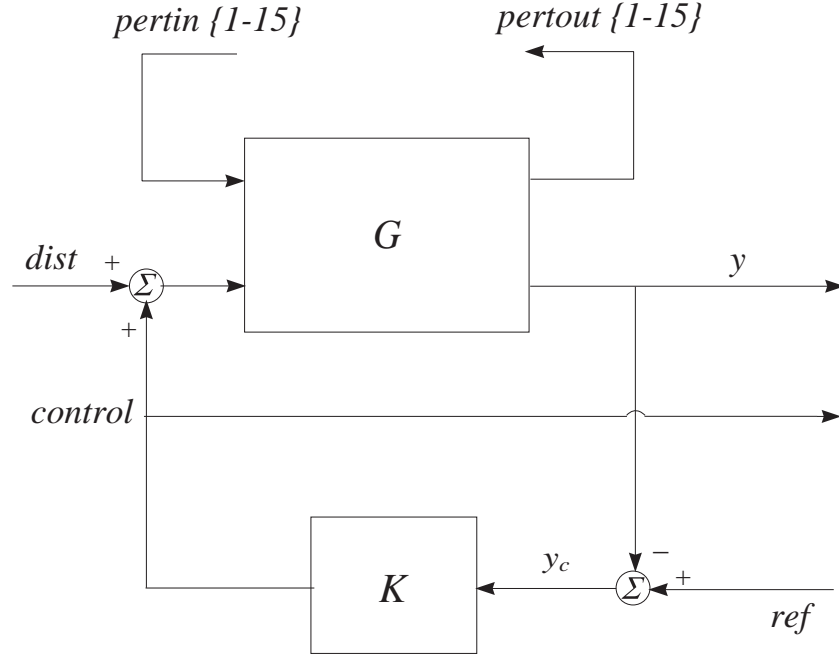 pertin {1-15} pertout {1-15}
G
dist + Σ y
+
control
K y_c Σ − +
ref